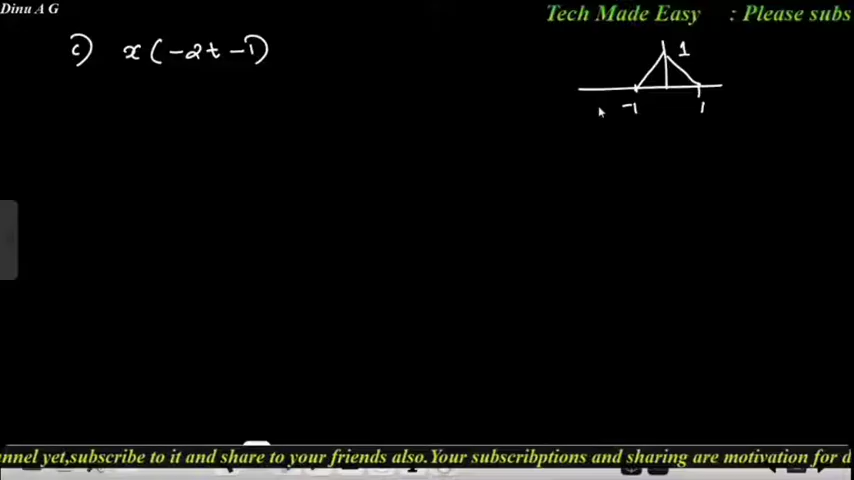 Dinu A G
Tech Made Easy : Please subs
c) x(-2t-1)
1
-1 1
nnel yet,subscribe to it and share to your friends also.Your subscribptions and sharing are motivation for d